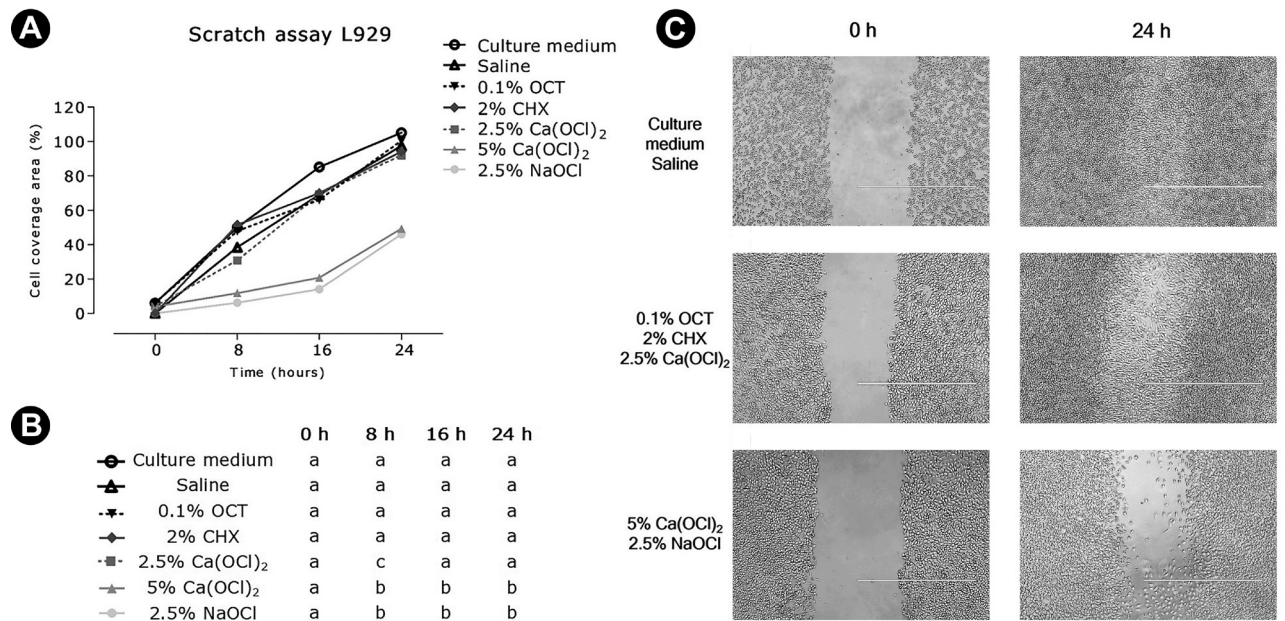 A
Scratch assay L929
Culture medium
Saline
0.1% OCT
2% CHX
2.5% Ca(OCl)₂
5% Ca(OCl)₂
2.5% NaOCl
Cell coverage area (%)
120
100
80
60
40
20
0
0 8 16 24
Time (hours)
B
0 h 8 h 16 h 24 h
Culture medium a a a a
Saline a a a a
0.1% OCT a a a a
2% CHX a a a a
2.5% Ca(OCl)₂ a c a a
5% Ca(OCl)₂ a b b b
2.5% NaOCl a b b b
C
0 h 24 h
Culture
medium
Saline
0.1% OCT
2% CHX
2.5% Ca(OCl)₂
5% Ca(OCl)₂
2.5% NaOCl